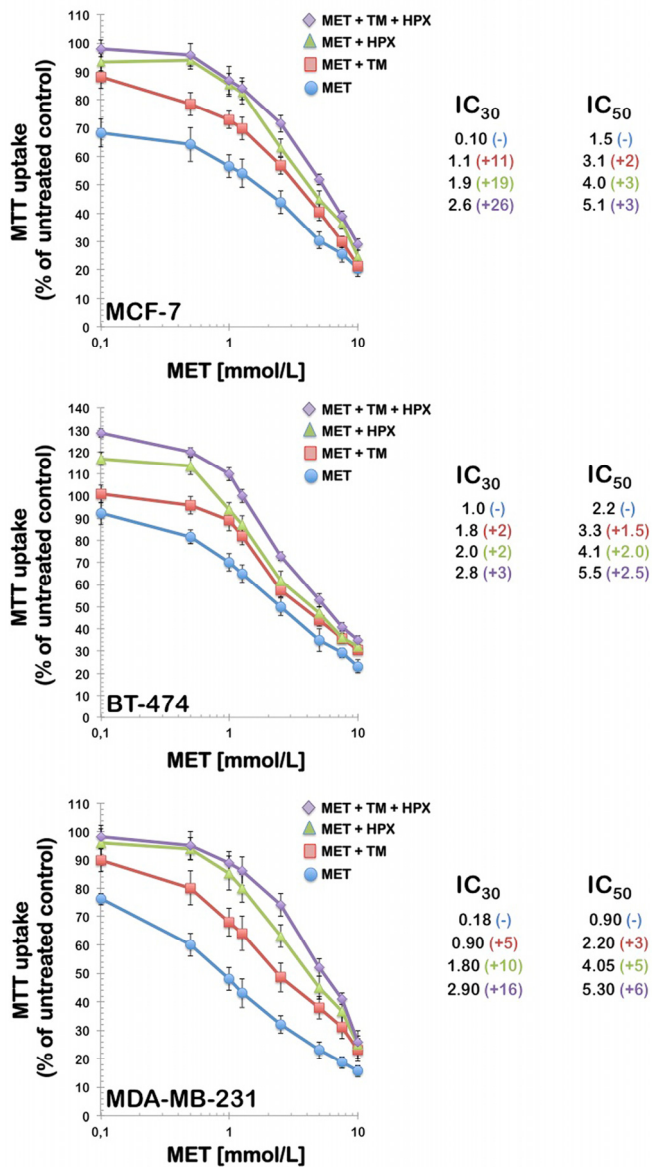 110
100
90
80
70
60
50
40
30
20
10
0
MTT uptake
(% of untreated control)
MET + TM + HPX
MET + HPX
MET + TM
MET
MCF-7
0,1 1 10
MET [mmol/L]
IC30 IC50
0.10 (-) 1.5 (-)
1.1 (+11) 3.1 (+2)
1.9 (+19) 4.0 (+3)
2.6 (+26) 5.1 (+3)
140
130
120
110
100
90
80
70
60
50
40
30
20
10
0
MTT uptake
(% of untreated control)
MET + TM + HPX
MET + HPX
MET + TM
MET
BT-474
0,1 1 10
MET [mmol/L]
IC30 IC50
1.0 (-) 2.2 (-)
1.8 (+2) 3.3 (+1.5)
2.0 (+2) 4.1 (+2.0)
2.8 (+3) 5.5 (+2.5)
110
100
90
80
70
60
50
40
30
20
10
0
MTT uptake
(% of untreated control)
MET + TM + HPX
MET + HPX
MET + TM
MET
MDA-MB-231
0,1 1 10
MET [mmol/L]
IC30 IC50
0.18 (-) 0.90 (-)
0.90 (+5) 2.20 (+3)
1.80 (+10) 4.05 (+5)
2.90 (+16) 5.30 (+6)